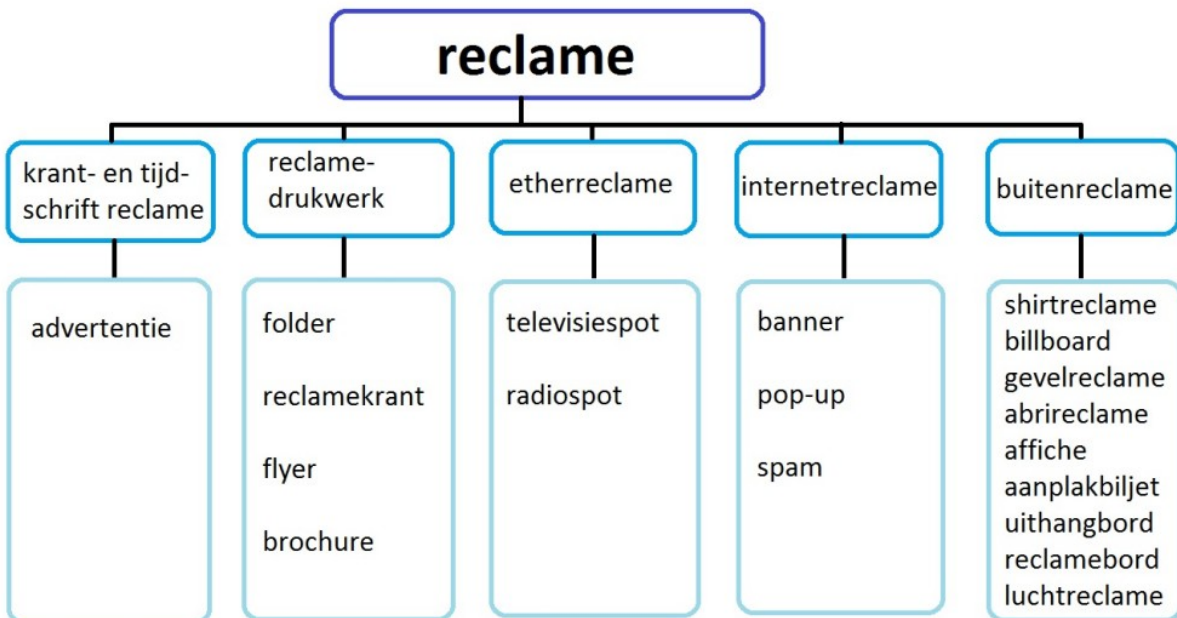 reclame
krant- en tijd-
schrift reclame
reclame-
drukwerk
etherreclame
internetreclame
buitenreclame
advertentie
folder
reclamekrant
flyer
brochure
televisiespot
radiospot
banner
pop-up
spam
shirtreclame
billboard
gevelreclame
abrireclame
affiche
aanplakbiljet
uithangbord
reclamebord
luchtreclame